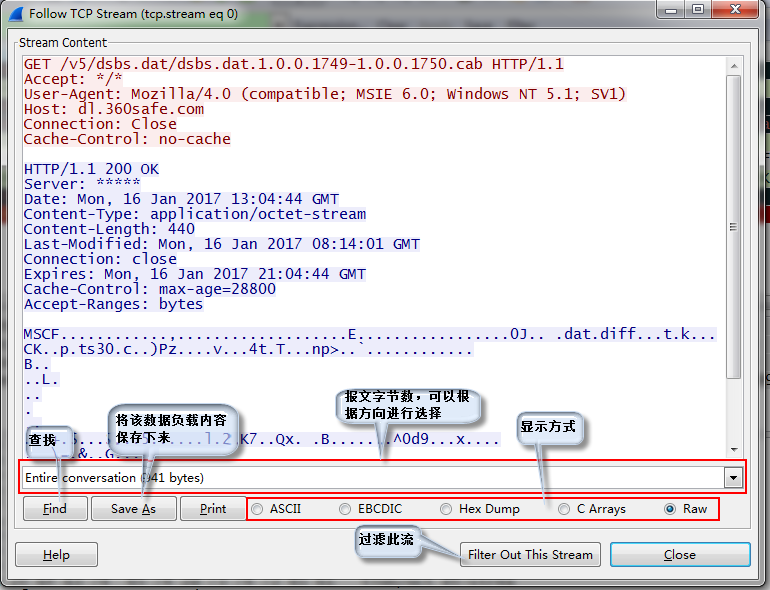 Follow TCP Stream (tcp.stream eq 0)
Stream Content
GET /v5/dsbs.dat/dsbs.dat.1.0.0.1749-1.0.0.1750.cab HTTP/1.1
Accept: */*
User-Agent: Mozilla/4.0 (compatible; MSIE 6.0; Windows NT 5.1; SV1)
Host: dl.360safe.com
Connection: Close
Cache-Control: no-cache
HTTP/1.1 200 OK
Server: *****
Date: Mon, 16 Jan 2017 13:04:44 GMT
Content-Type: application/octet-stream
Content-Length: 440
Last-Modified: Mon, 16 Jan 2017 08:14:01 GMT
Connection: close
Expires: Mon, 16 Jan 2017 21:04:44 GMT
Cache-Control: max-age=28800
Accept-Ranges: bytes
MSCF............,...................E.................0J.. .dat.diff...t.k...
CK..p.ts30.c..)Pz....v...4t.T...np>..`............
B..
..L.
..
.
K7..Qx. .B.......^0d9...x....
报文字节数，可以根
据方向进行选择
将该数据负载内容
保存下来
显示方式
查找
Entire conversation (941 bytes)
Find Save As Print ASCII EBCDIC Hex Dump C Arrays Raw
过滤此流
Help Filter Out This Stream Close